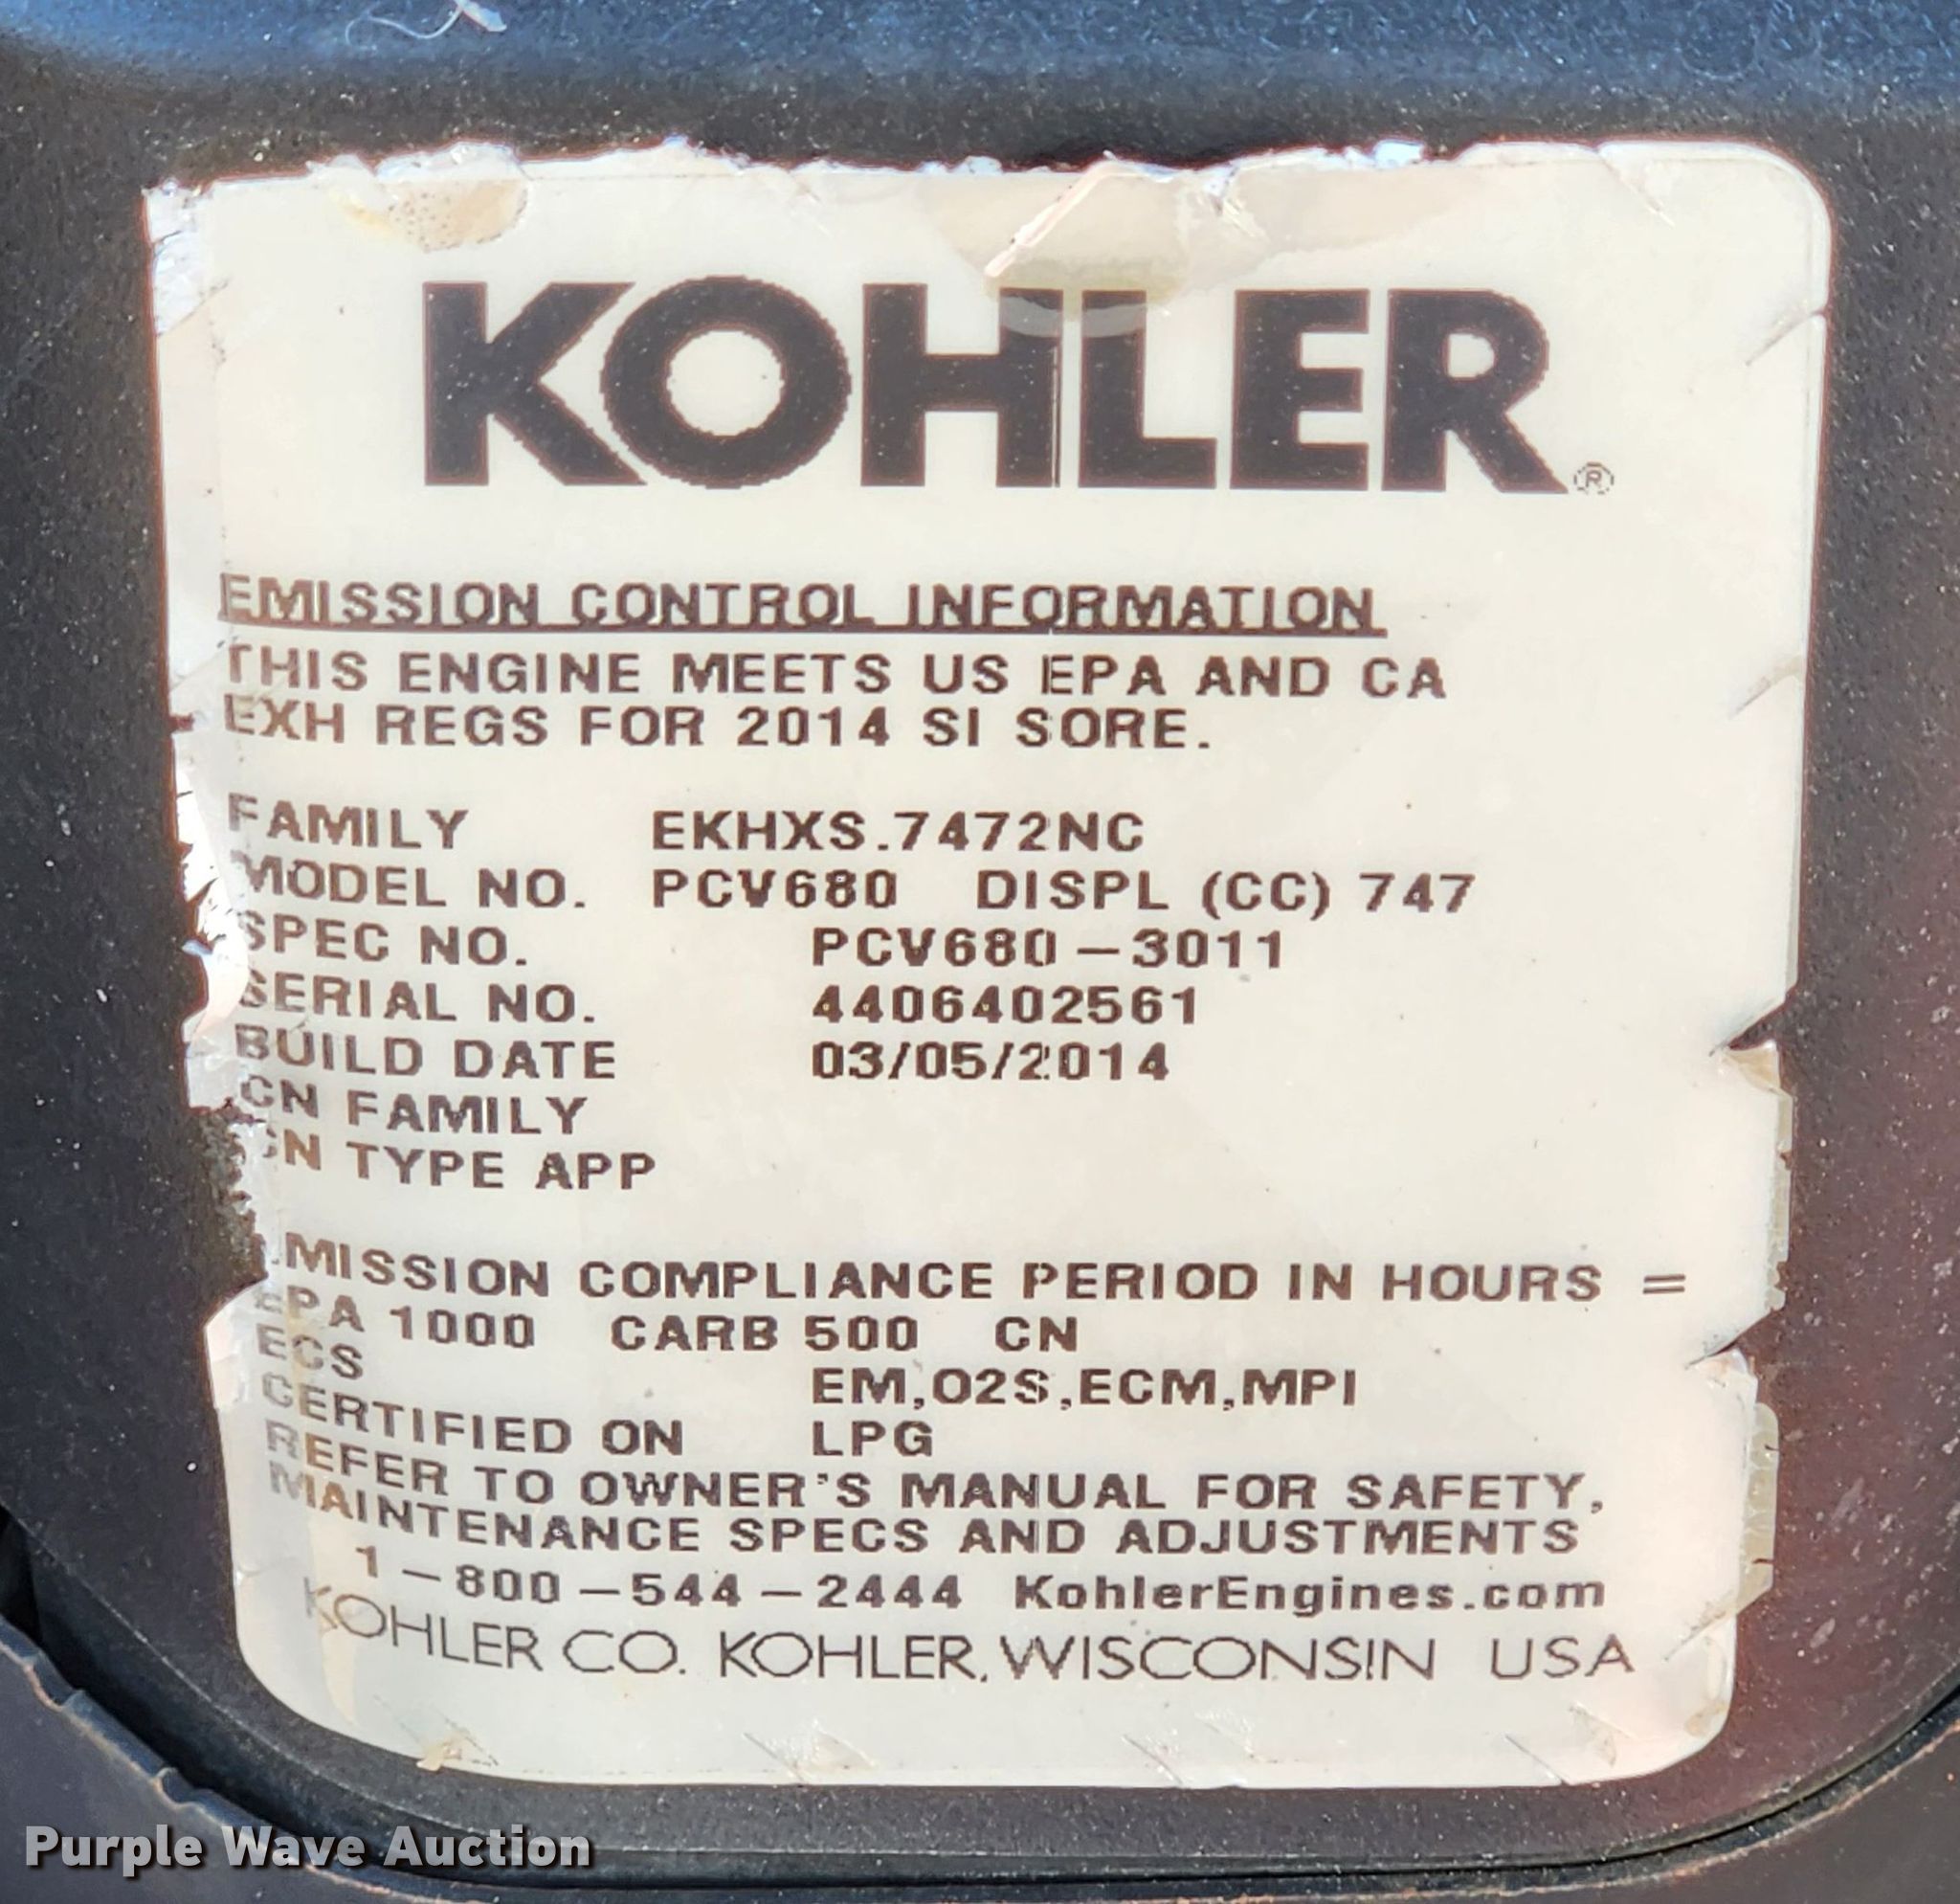 KOHLER®
EMISSION CONTROL INFORMATION
THIS ENGINE MEETS US EPA AND CA
EXH REGS FOR 2014 SI SORE.
FAMILY EKHXS.7472NC
MODEL NO. PCV680 DISPL (CC) 747
SPEC NO. PCV680-3011
SERIAL NO. 4406402561
BUILD DATE 03/05/2014
CN FAMILY
CN TYPE APP
EMISSION COMPLIANCE PERIOD IN HOURS =
EPA 1000 CARB 500 CN
ECS EM,O2S,ECM,MPI
CERTIFIED ON LPG
REFER TO OWNER'S MANUAL FOR SAFETY,
MAINTENANCE SPECS AND ADJUSTMENTS
1-800-544-2444 KohlerEngines.com
KOHLER CO. KOHLER, WISCONSIN USA
Purple Wave Auction